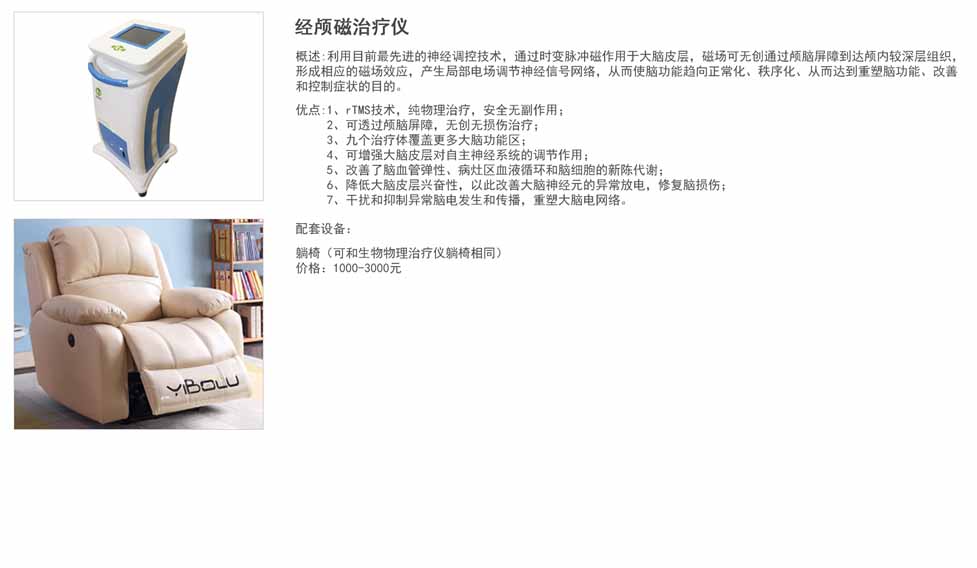 经颅磁治疗仪
概述:利用目前最先进的神经调控技术，通过时变脉冲磁作用于大脑皮层，磁场可无创通过颅脑屏障到达颅内较深层组织，
形成相应的磁场效应，产生局部电场调节神经信号网络，从而使脑功能趋向正常化、秩序化、从而达到重塑脑功能、改善
和控制症状的目的。
优点:1、rTMS技术，纯物理治疗，安全无副作用；
2、可透过颅脑屏障，无创无损伤治疗；
3、九个治疗体覆盖更多大脑功能区；
4、可增强大脑皮层对自主神经系统的调节作用；
5、改善了脑血管弹性、病灶区血液循环和脑细胞的新陈代谢；
6、降低大脑皮层兴奋性，以此改善大脑神经元的异常放电，修复脑损伤；
7、干扰和抑制异常脑电发生和传播，重塑大脑电网络。
配套设备：
躺椅（可和生物物理治疗仪躺椅相同）
价格：1000-3000元
YIBOLU